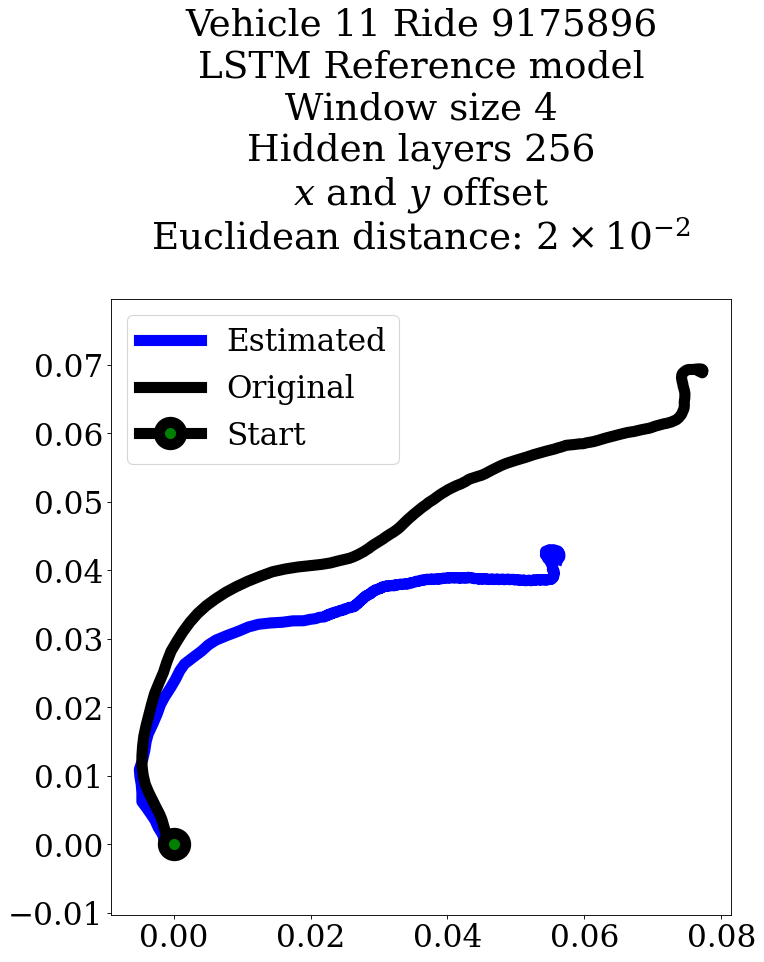 Vehicle 11 Ride 9175896
LSTM Reference model
Window size 4
Hidden layers 256
x and y offset
Euclidean distance: 2 × 10⁻²
Estimated
Original
Start
0.07
0.06
0.05
0.04
0.03
0.02
0.01
0.00
−0.01
0.00 0.02 0.04 0.06 0.08